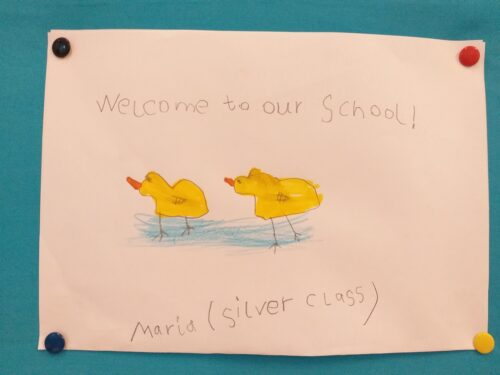 Welcome to our School!
Maria (Silver class)